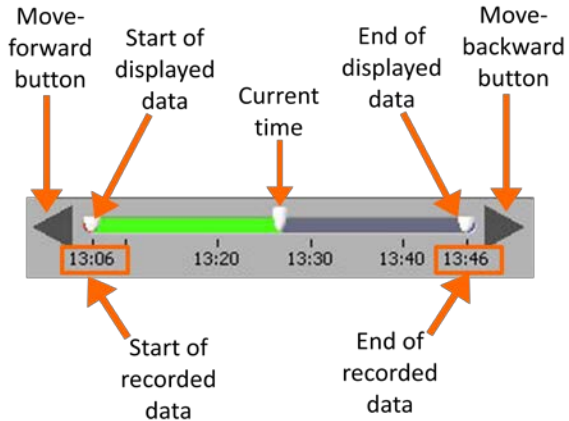 Move-
forward
button
Start of
displayed
data
Current
time
End of
displayed
data
Move-
backward
button
13:06
13:20
13:30
13:40
13:46
Start of
recorded
data
End of
recorded
data